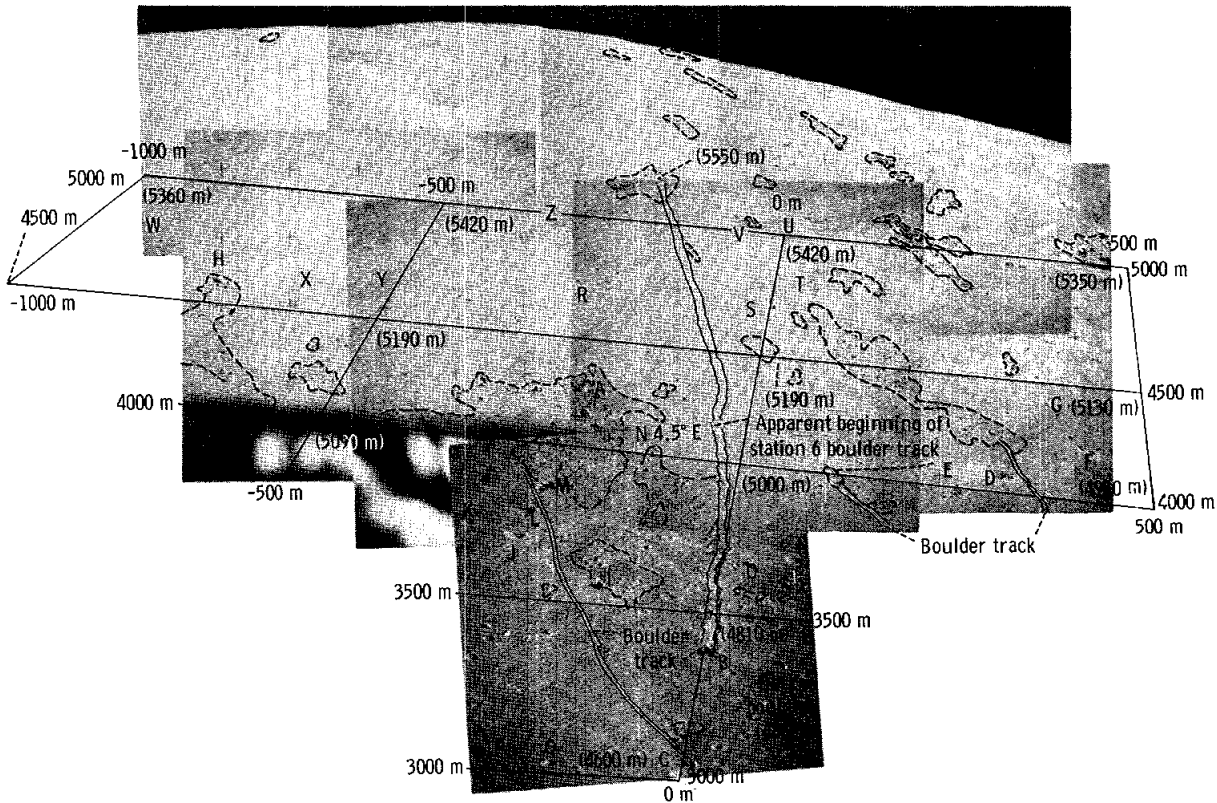 -1000 m
5000 m
(5360 m)
4500 m
W
-500 m
(5420 m)
Z
(5550 m)
0 m
V
U
(5420 m)
500 m
5000 m
(5350 m)
H
X
Y
R
T
S
-1000 m
(5190 m)
(5190 m)
4500 m
G (5130 m)
4000 m
N 4.5° E
Apparent beginning of
station 6 boulder track
-500 m
(5000 m)
E
D
F
4000 m
500 m
M
L
J
Boulder track
3500 m
3500 m
Boulder
track
B
3000 m
(4600 m)
C
3000 m
0 m